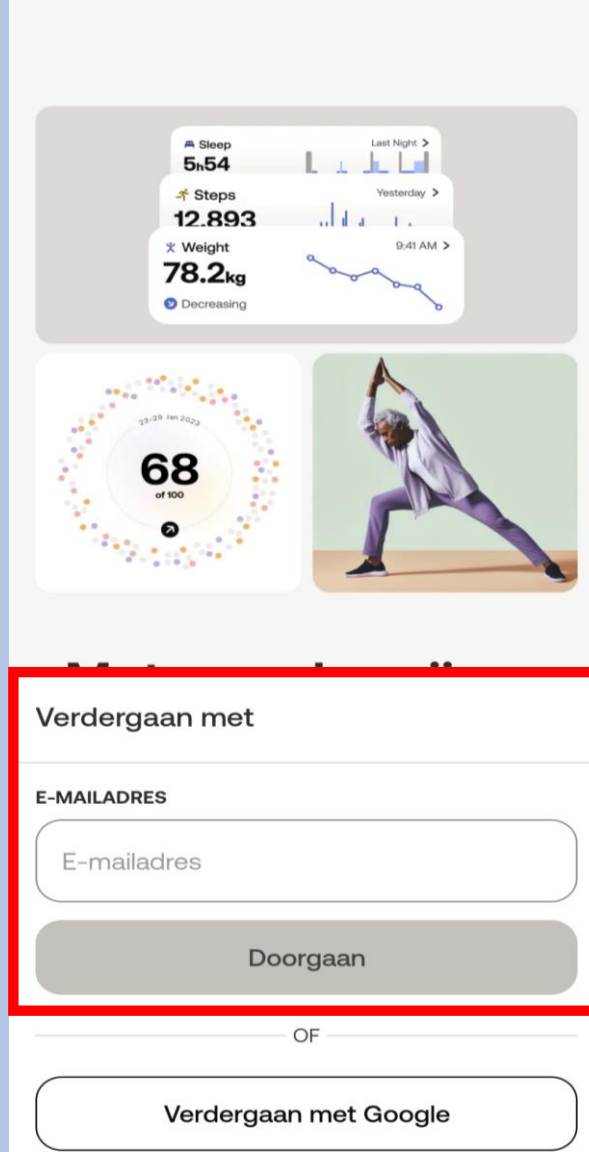 Sleep
Last Night >
5h54
Steps
Yesterday >
12.893
Weight
9:41 AM >
78.2kg
Decreasing
23-29 Jan 2023
68
of 100
Verdergaan met
E-MAILADRES
E-mailadres
Doorgaan
OF
Verdergaan met Google